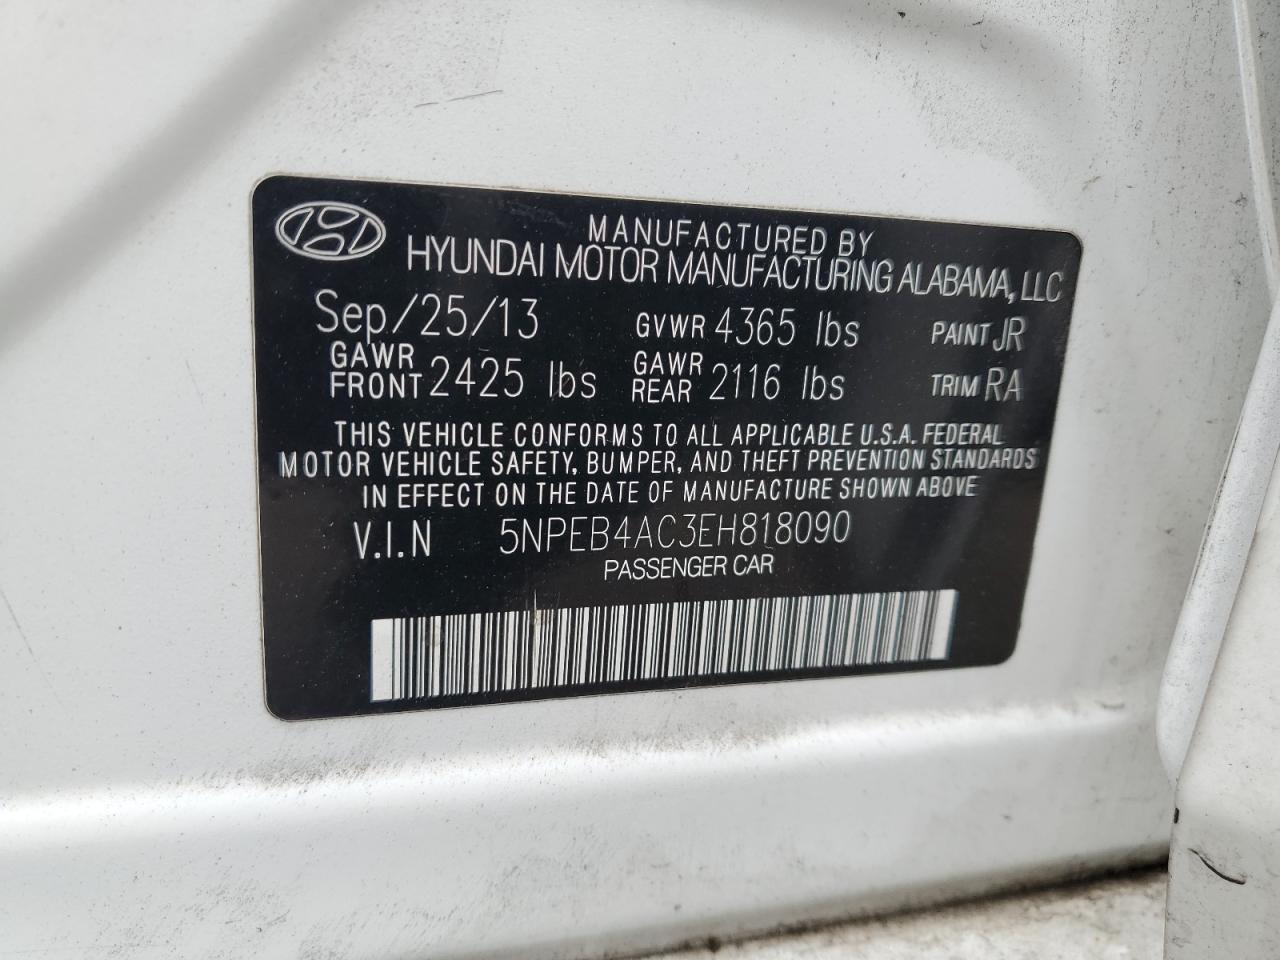 MANUFACTURED BY
HYUNDAI MOTOR MANUFACTURING ALABAMA, LLC
Sep/25/13 GVWR 4365 lbs PAINT JR
GAWR FRONT 2425 lbs GAWR REAR 2116 lbs TRIM RA
THIS VEHICLE CONFORMS TO ALL APPLICABLE U.S.A. FEDERAL
MOTOR VEHICLE SAFETY, BUMPER, AND THEFT PREVENTION STANDARDS
IN EFFECT ON THE DATE OF MANUFACTURE SHOWN ABOVE
V.I.N 5NPEB4AC3EH818090
PASSENGER CAR